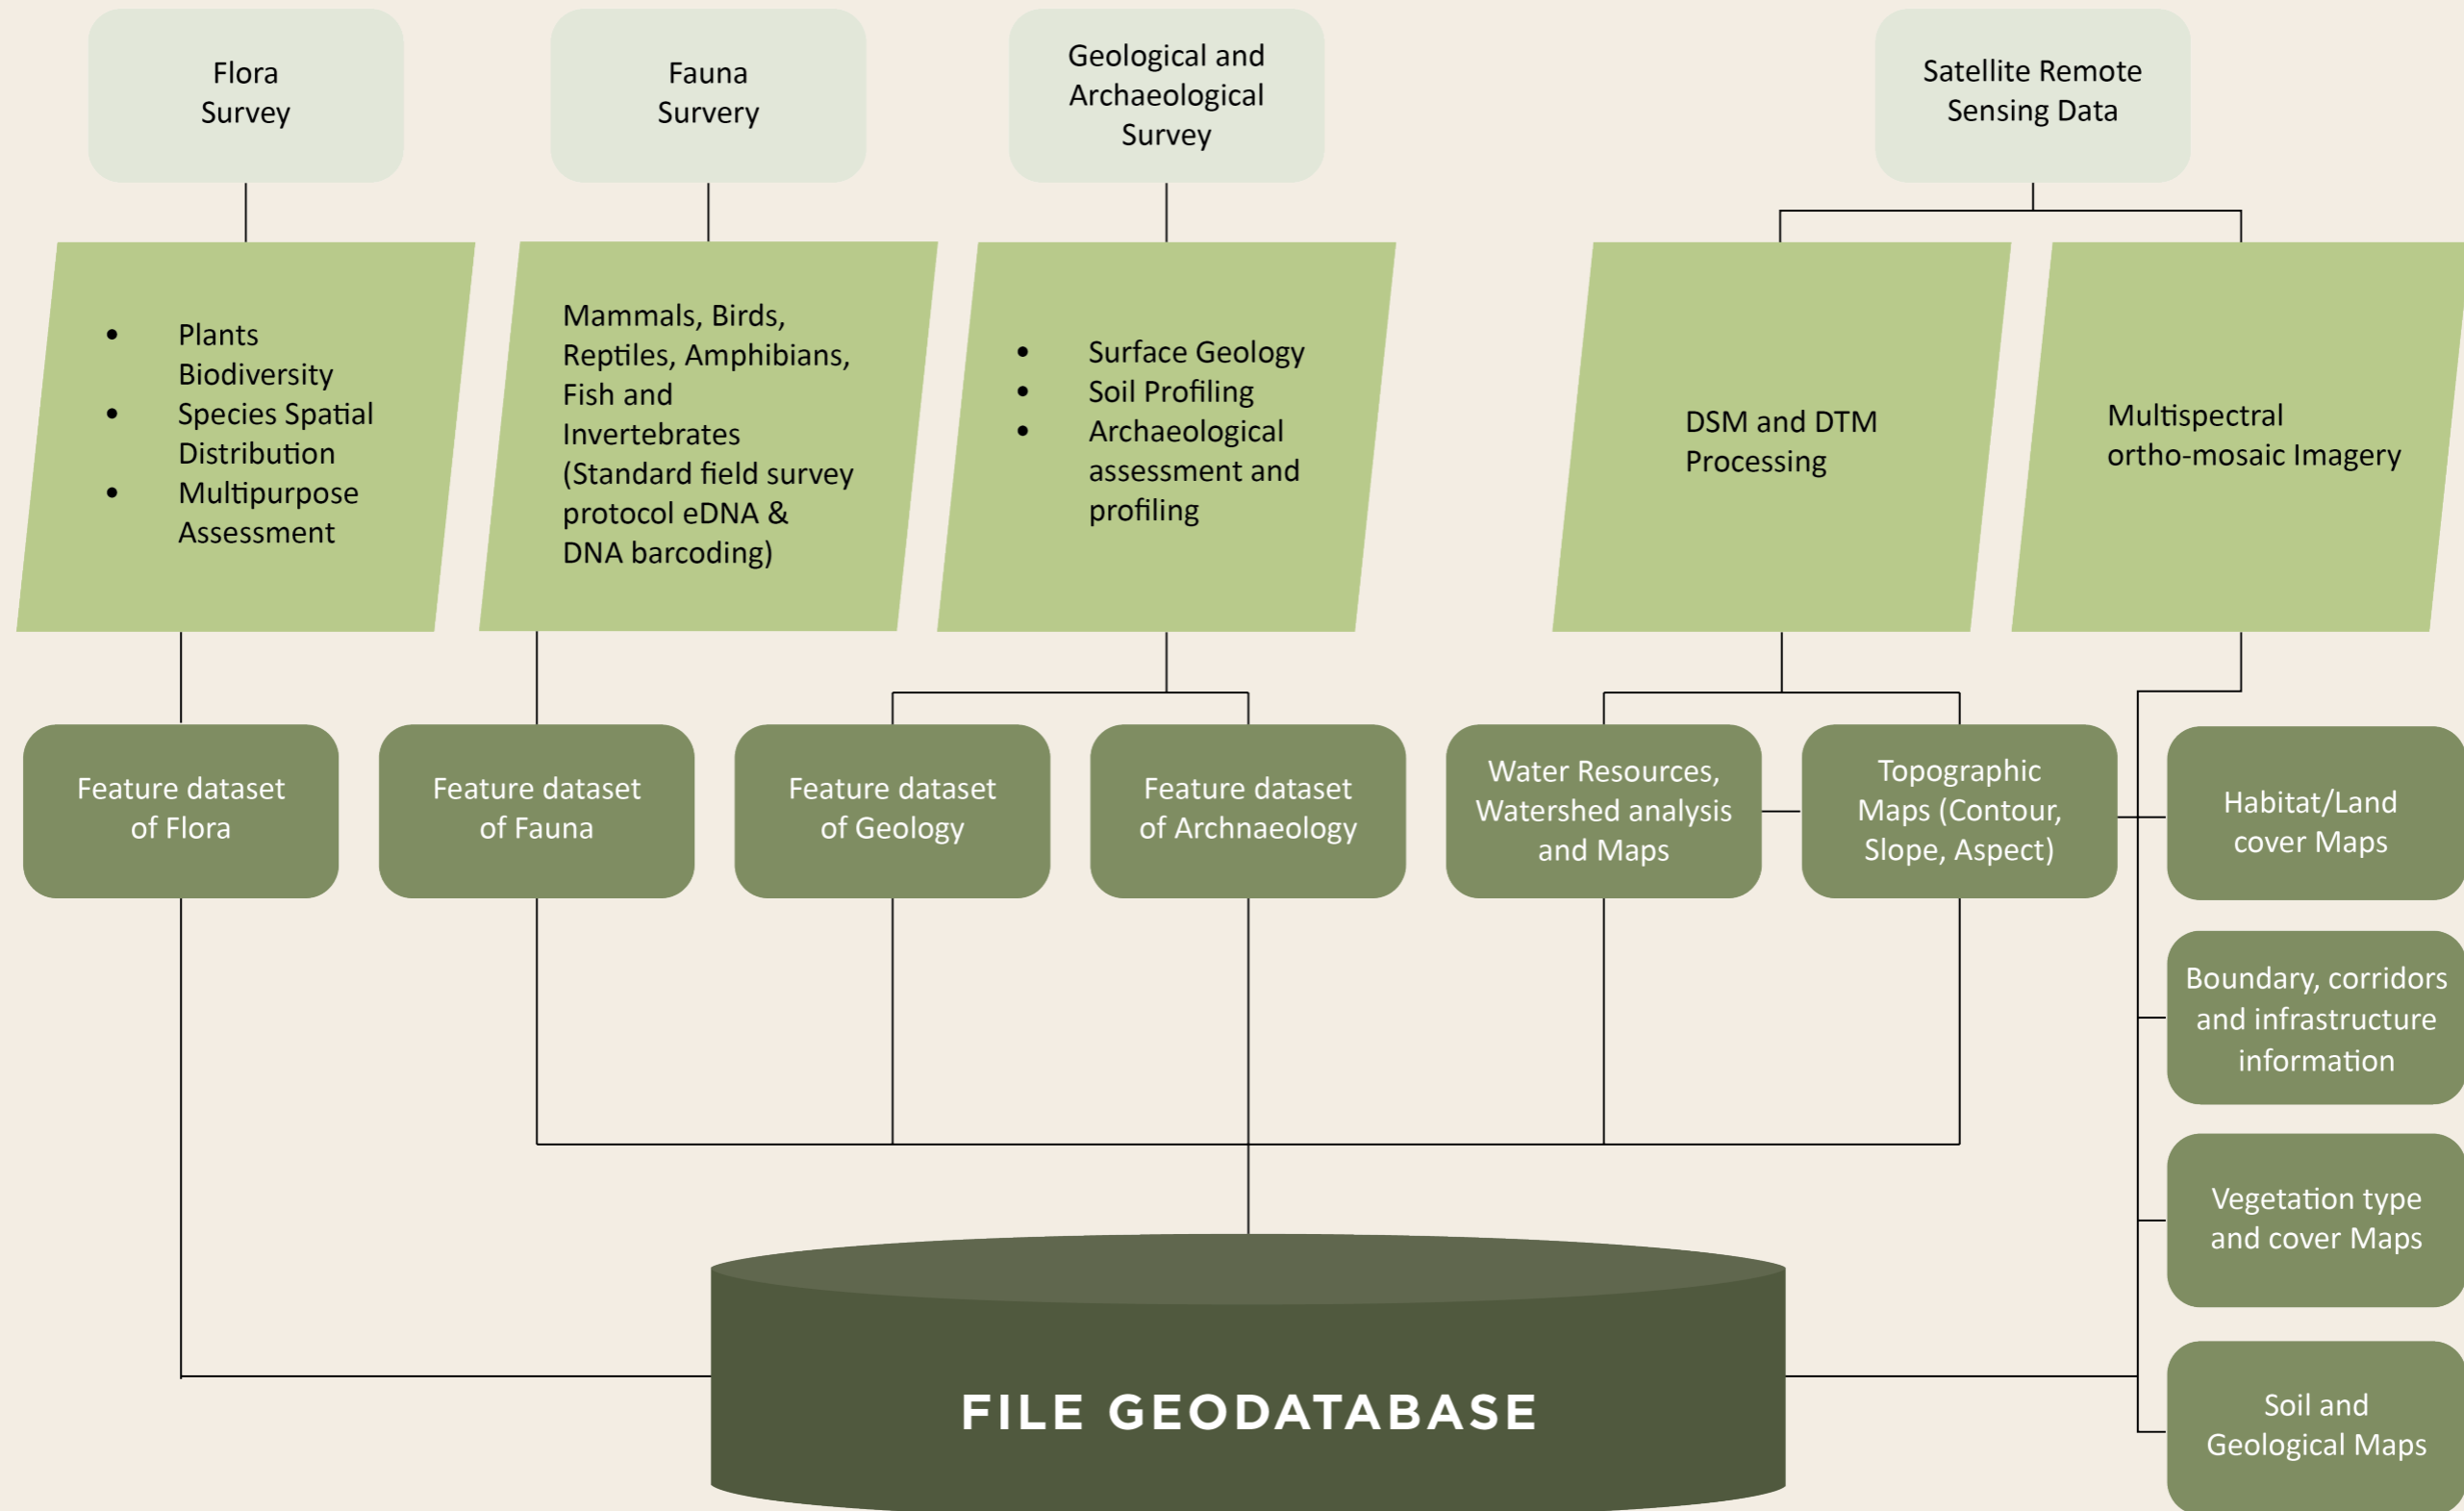 Flora
Survey
Fauna
Survery
Geological and
Archaeological
Survey
Satellite Remote
Sensing Data
• Plants
Biodiversity
• Species Spatial
Distribution
• Multipurpose
Assessment
Mammals, Birds,
Reptiles, Amphibians,
Fish and
Invertebrates
(Standard field survey
protocol eDNA &
DNA barcoding)
• Surface Geology
• Soil Profiling
• Archaeological
assessment and
profiling
DSM and DTM
Processing
Multispectral
ortho-mosaic Imagery
Feature dataset
of Flora
Feature dataset
of Fauna
Feature dataset
of Geology
Feature dataset
of Archnaeology
Water Resources,
Watershed analysis
and Maps
Topographic
Maps (Contour,
Slope, Aspect)
Habitat/Land
cover Maps
Boundary, corridors
and infrastructure
information
Vegetation type
and cover Maps
Soil and
Geological Maps
FILE GEODATABASE